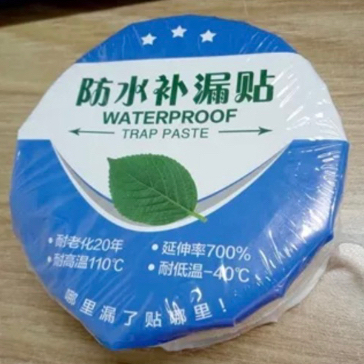 防水补漏贴
WATERPROOF
TRAP PASTE
•耐老化20年 •延伸率700%
•耐高温110℃ •耐低温-40℃
哪里漏了贴哪里!